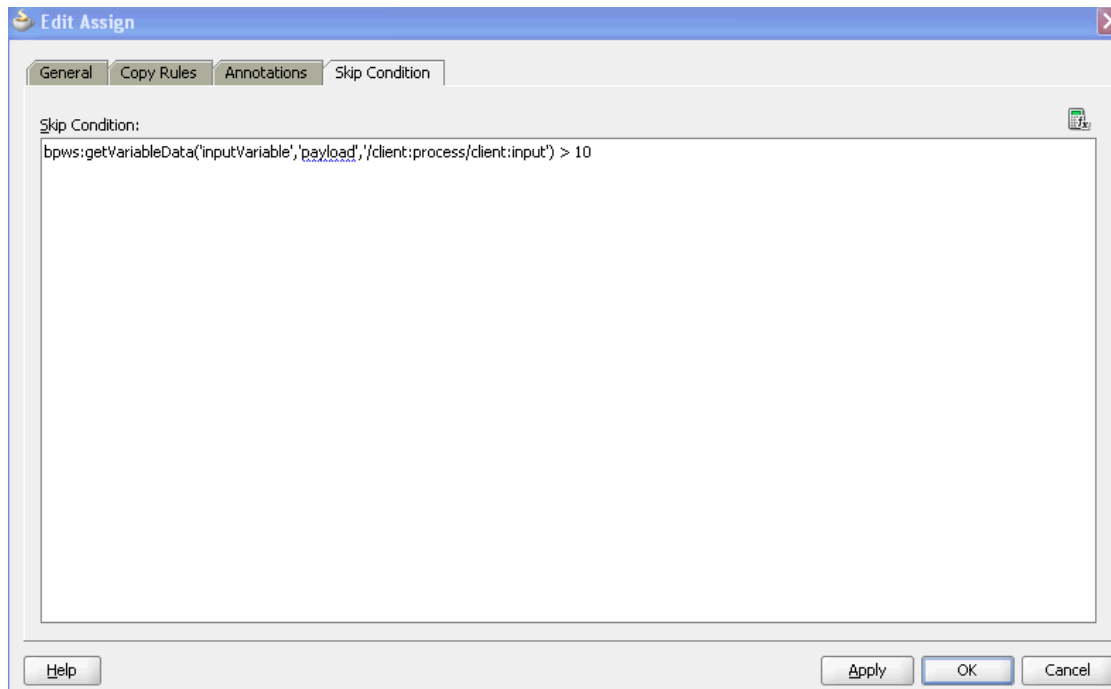 Edit Assign
General Copy Rules Annotations Skip Condition
Skip Condition:
bpws:getVariableData('inputVariable','payload','/client:process/client:input') > 10
Help Apply OK Cancel